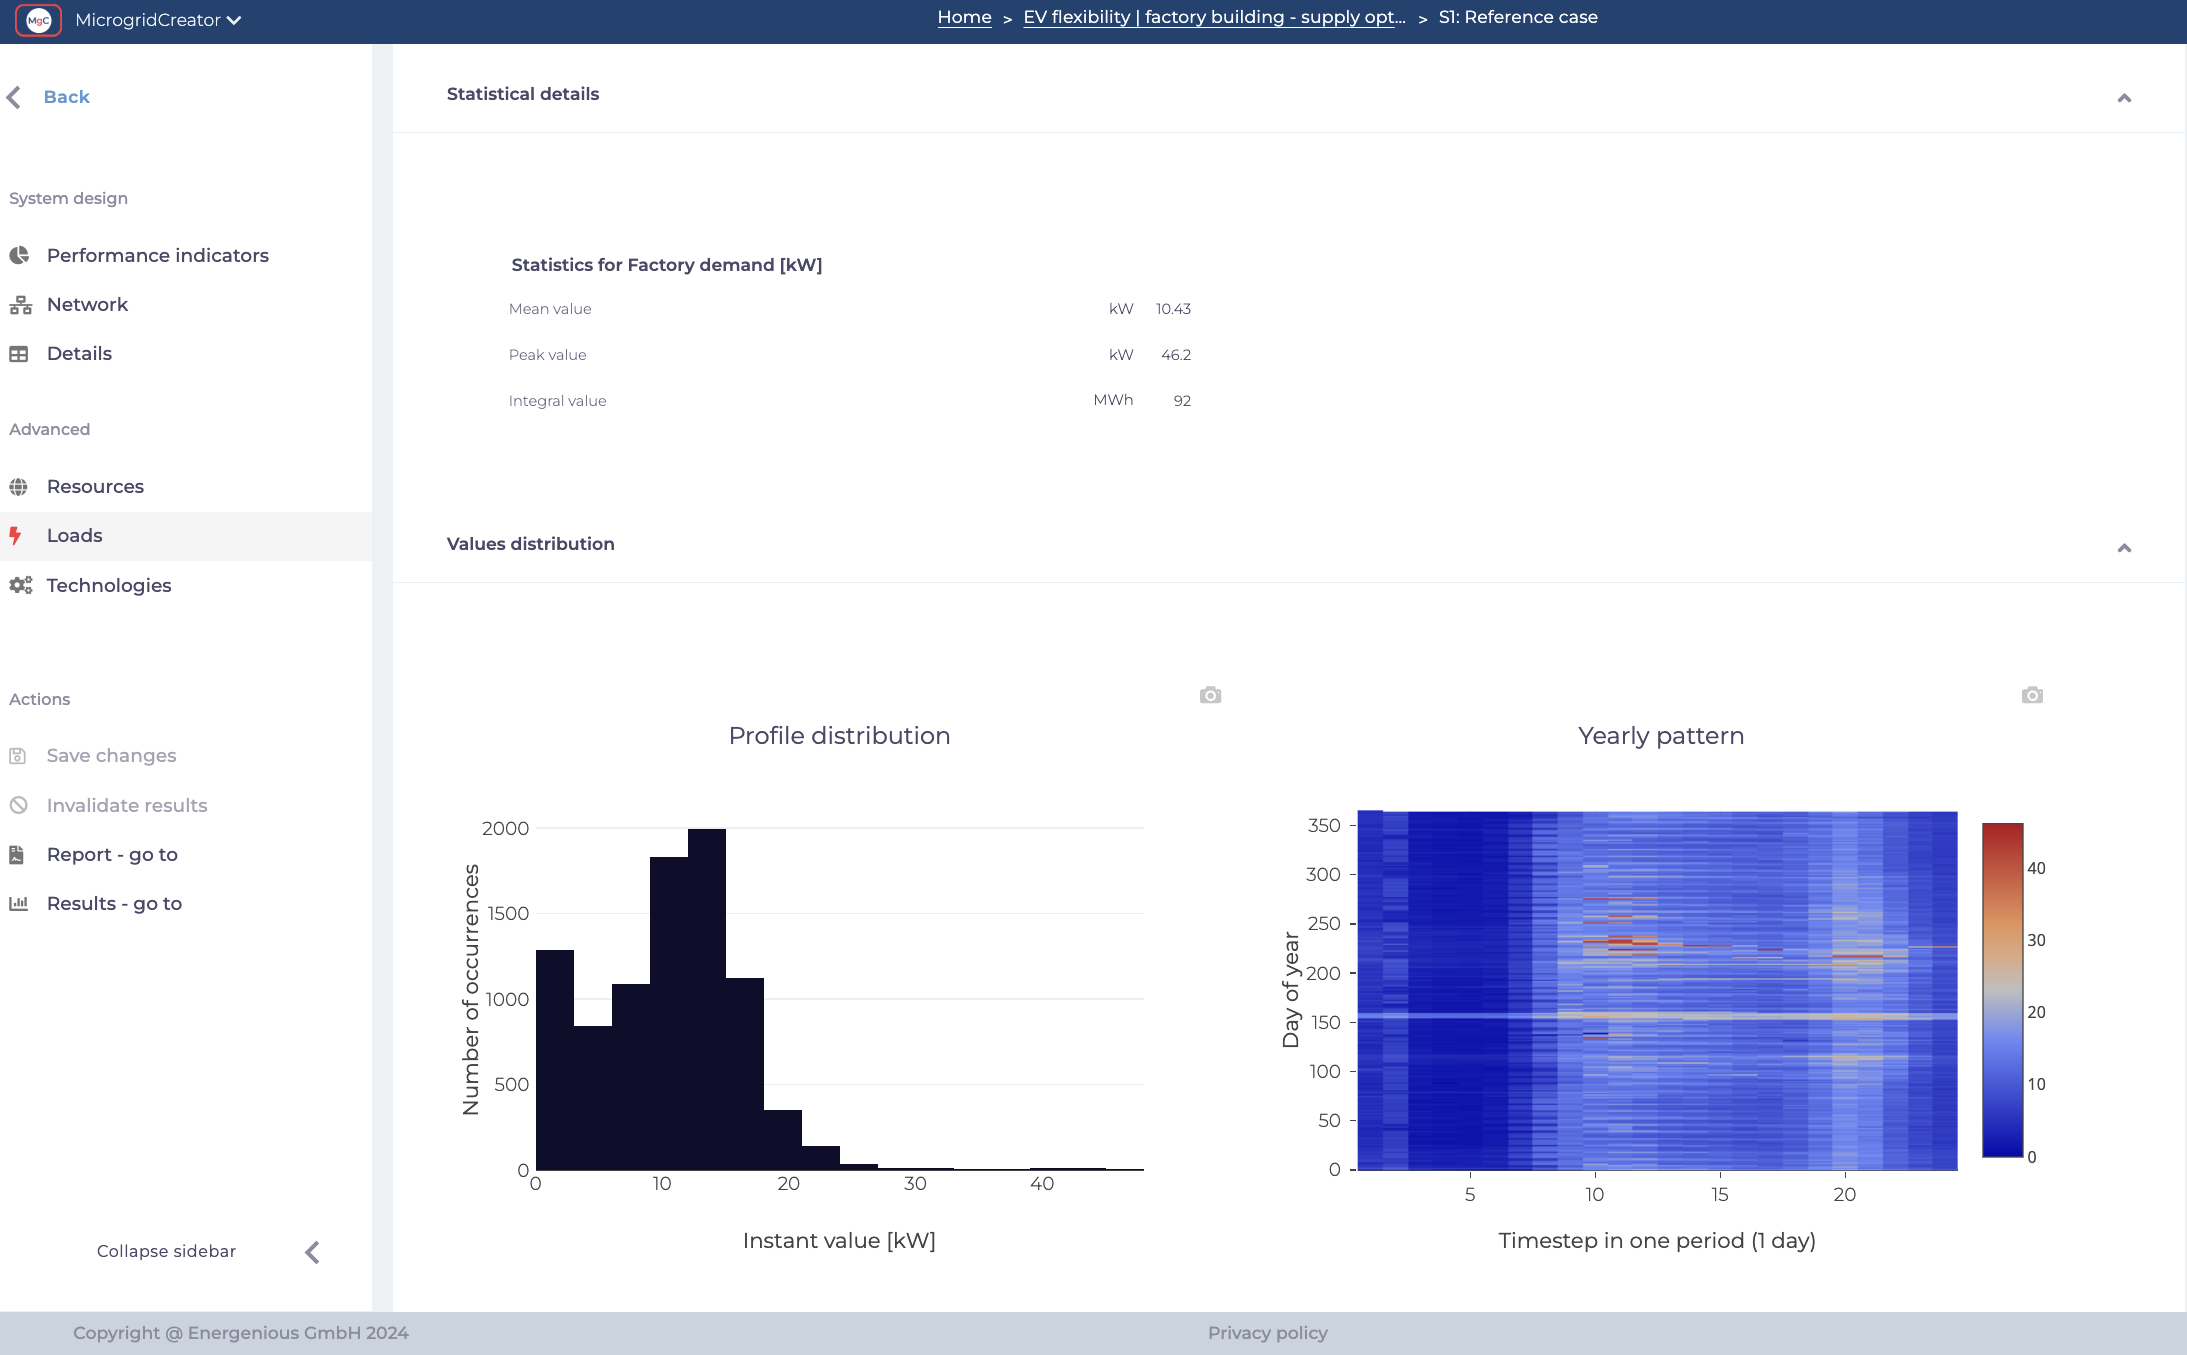 MgC MicrogridCreator
Home > EV flexibility | factory building - supply opt... > S1: Reference case
Back
System design
Performance indicators
Network
Details
Advanced
Resources
Loads
Technologies
Actions
Save changes
Invalidate results
Report - go to
Results - go to
Collapse sidebar
Statistical details
Statistics for Factory demand [kW]
Mean value kW 10.43
Peak value kW 46.2
Integral value MWh 92
Values distribution
Profile distribution
Number of occurrences
2000
1500
1000
500
0
0 10 20 30 40
Instant value [kW]
Yearly pattern
Day of year
350
300
250
200
150
100
50
0
5 10 15 20
Timestep in one period (1 day)
40
30
20
10
0
Copyright @ Energenious GmbH 2024
Privacy policy